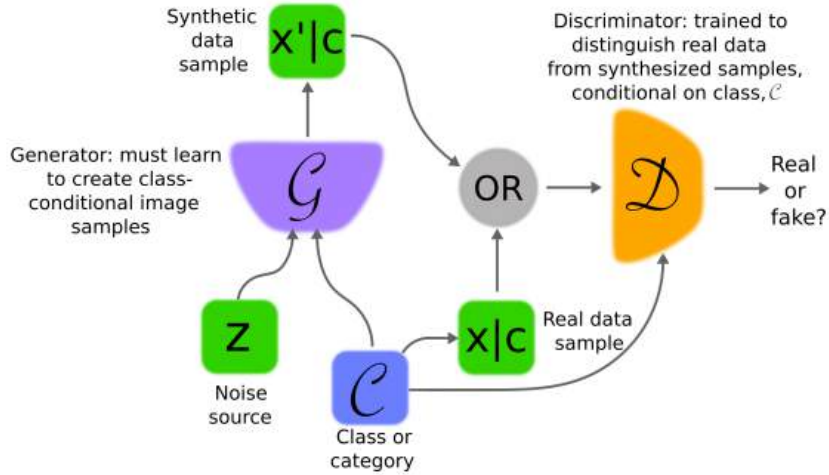 Synthetic
data
sample
x'|c
Discriminator: trained to
distinguish real data
from synthesized samples,
conditional on class, 𝒞
Generator: must learn
to create class-
conditional image
samples
𝒢
OR
𝒟
Real
or
fake?
z
Noise
source
x|c
Real data
sample
𝒞
Class or
category